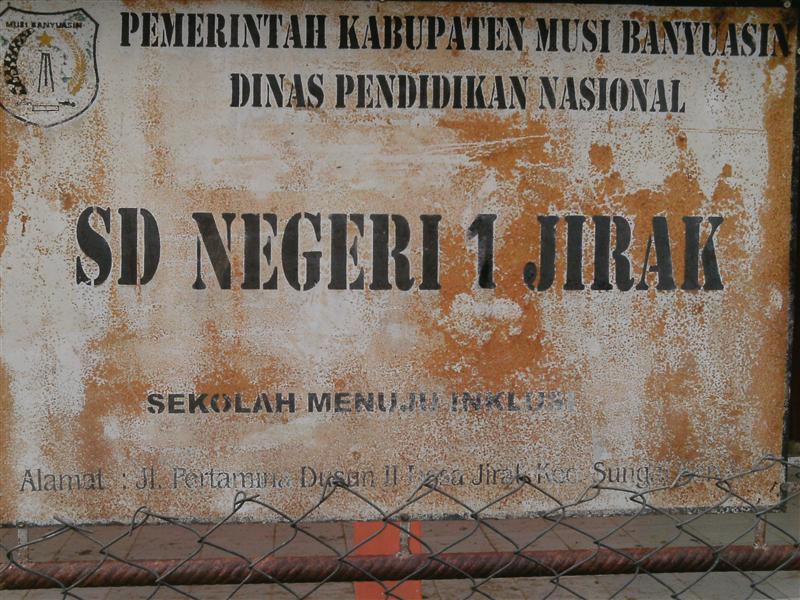 MUSI BANYUASIN
PEMERINTAH KABUPATEN MUSI BANYUASIN
DINAS PENDIDIKAN NASIONAL
SD NEGERI 1 JIRAK
SEKOLAH MENUJU INKLUSI
Alamat : Jl. Pertamina Dusun II Desa Jirak Kec. Sungai